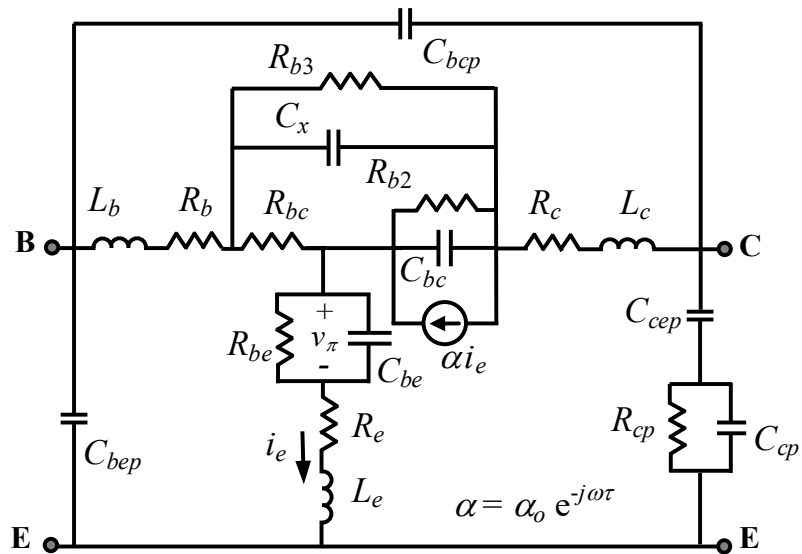 C_bcp
R_b3
C_x
R_b2
L_b R_b R_bc R_c L_c
B C
C_bc
C_cep
+
R_be v_π C_be αi_e
-
R_e R_cp C_cp
C_bep i_e
L_e α = α_o e^-jωτ
E E